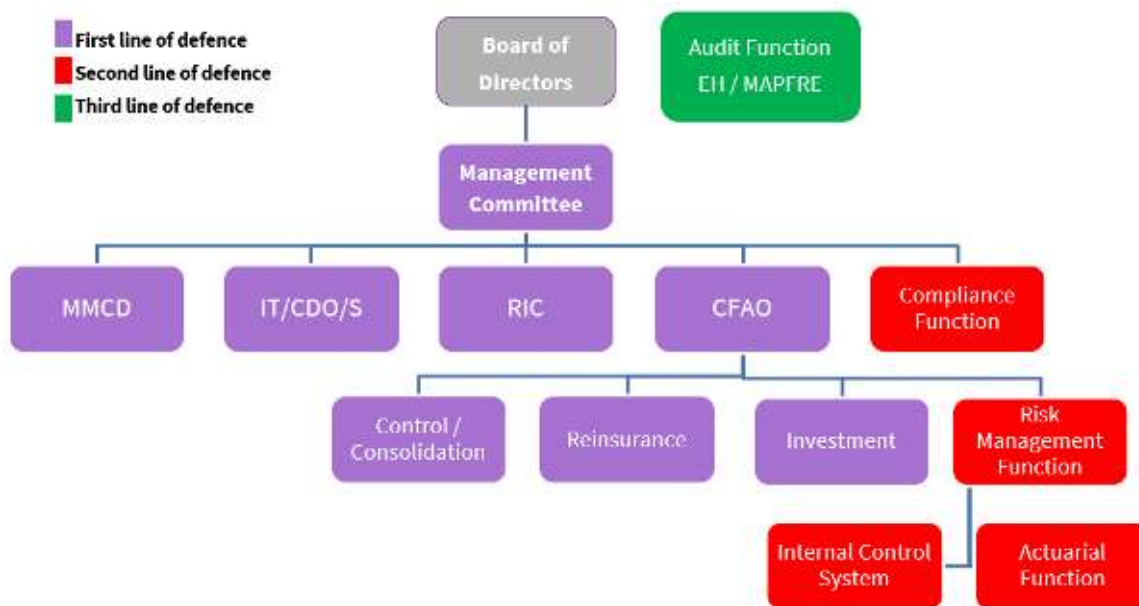 First line of defence
Second line of defence
Third line of defence
Board of
Directors
Audit Function
EH / MAPFRE
Management
Committee
MMCD
IT/CDO/S
RIC
CFAO
Compliance
Function
Control /
Consolidation
Reinsurance
Investment
Risk
Management
Function
Internal Control
System
Actuarial
Function